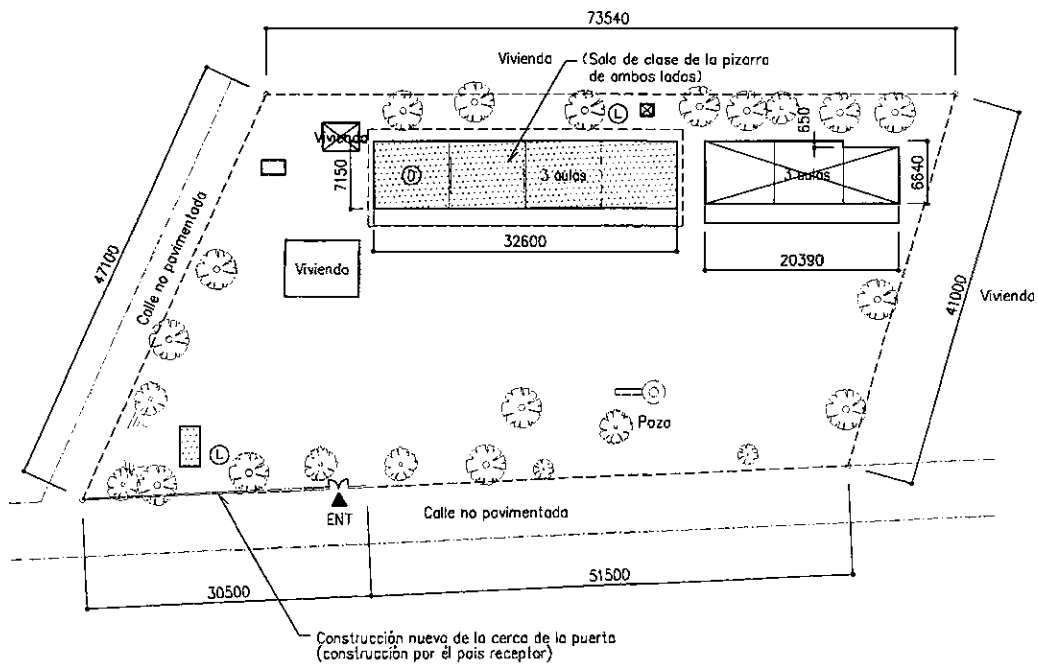 73540
Vivienda
(Sala de clase de la pizarra
de ambos lados)
L
650
Vivienda
7150
D
3 aulas
3 aulas
6640
47100
Calle no pavimentada
32600
20390
Vivienda
41000
Vivienda
Pozo
L
ENT
Calle no pavimentada
30500
51500
Construcción nueva de la cerca de la puerta
(construcción por él pais receptor)